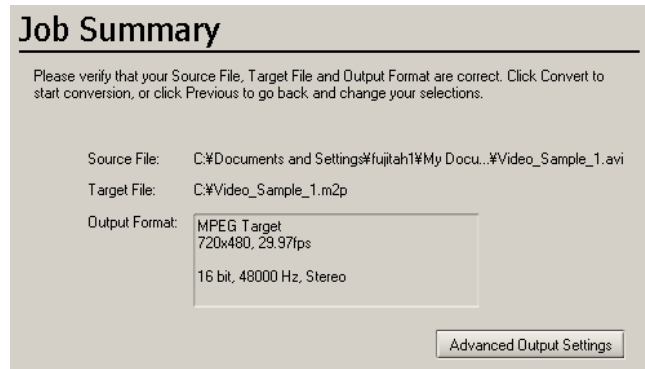 Job Summary
Please verify that your Source File, Target File and Output Format are correct. Click Convert to
start conversion, or click Previous to go back and change your selections.
Source File: C:¥Documents and Settings¥fujitah1¥My Docu...¥Video_Sample_1.avi
Target File: C:¥Video_Sample_1.m2p
Output Format: MPEG Target
720x480, 29.97fps
16 bit, 48000 Hz, Stereo
Advanced Output Settings